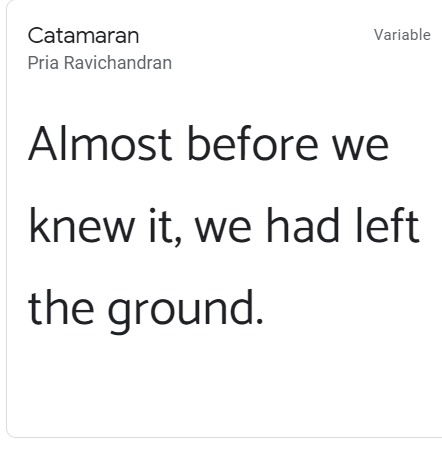 Catamaran
Variable
Pria Ravichandran
Almost before we
knew it, we had left
the ground.